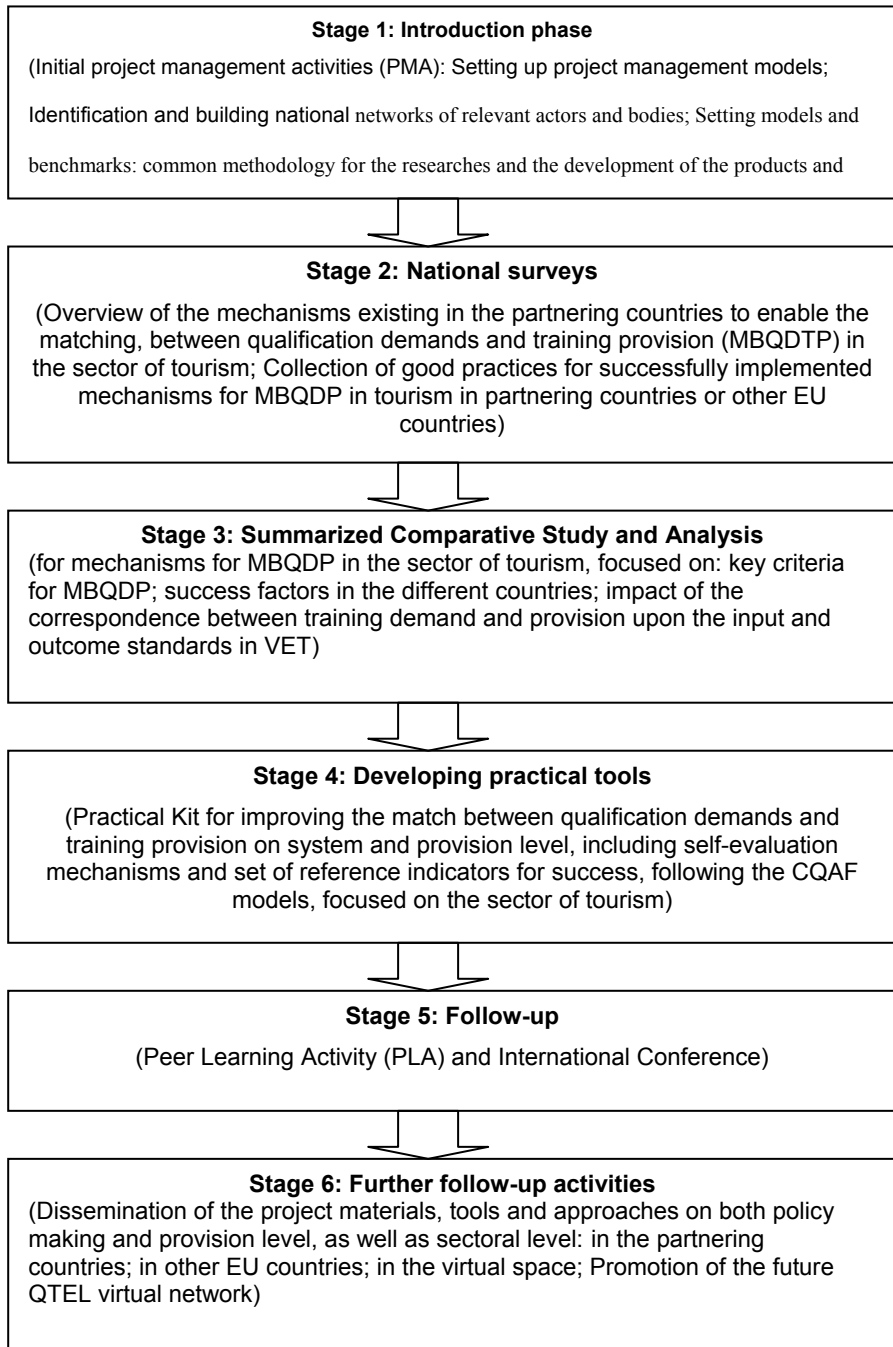 Stage 1: Introduction phase
(Initial project management activities (PMA): Setting up project management models;
Identification and building national networks of relevant actors and bodies; Setting models and
benchmarks: common methodology for the researches and the development of the products and
Stage 2: National surveys
(Overview of the mechanisms existing in the partnering countries to enable the
matching, between qualification demands and training provision (MBQDTP) in
the sector of tourism; Collection of good practices for successfully implemented
mechanisms for MBQDP in tourism in partnering countries or other EU
countries)
Stage 3: Summarized Comparative Study and Analysis
(for mechanisms for MBQDP in the sector of tourism, focused on: key criteria
for MBQDP; success factors in the different countries; impact of the
correspondence between training demand and provision upon the input and
outcome standards in VET)
Stage 4: Developing practical tools
(Practical Kit for improving the match between qualification demands and
training provision on system and provision level, including self-evaluation
mechanisms and set of reference indicators for success, following the CQAF
models, focused on the sector of tourism)
Stage 5: Follow-up
(Peer Learning Activity (PLA) and International Conference)
Stage 6: Further follow-up activities
(Dissemination of the project materials, tools and approaches on both policy
making and provision level, as well as sectoral level: in the partnering
countries; in other EU countries; in the virtual space; Promotion of the future
QTEL virtual network)